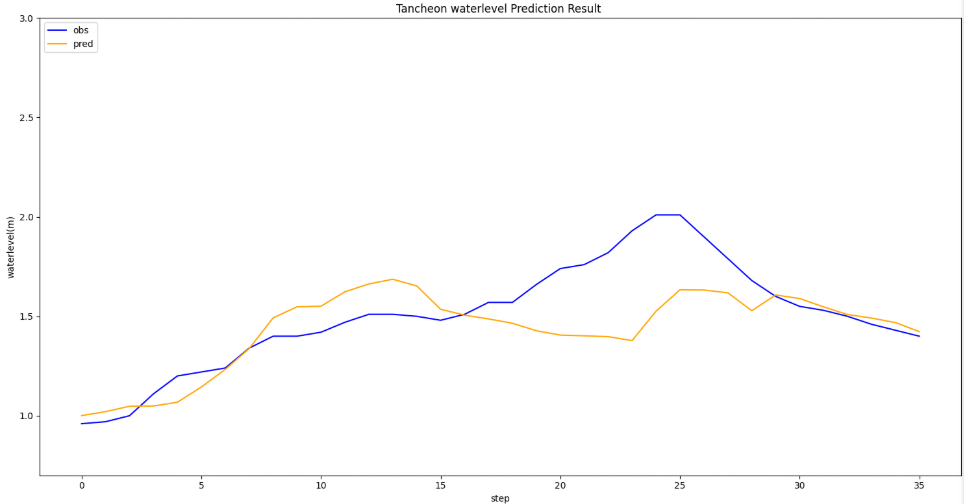 Tancheon waterlevel Prediction Result
obs
pred
waterlevel(m)
3.0
2.5
2.0
1.5
1.0
0 5 10 15 20 25 30 35
step